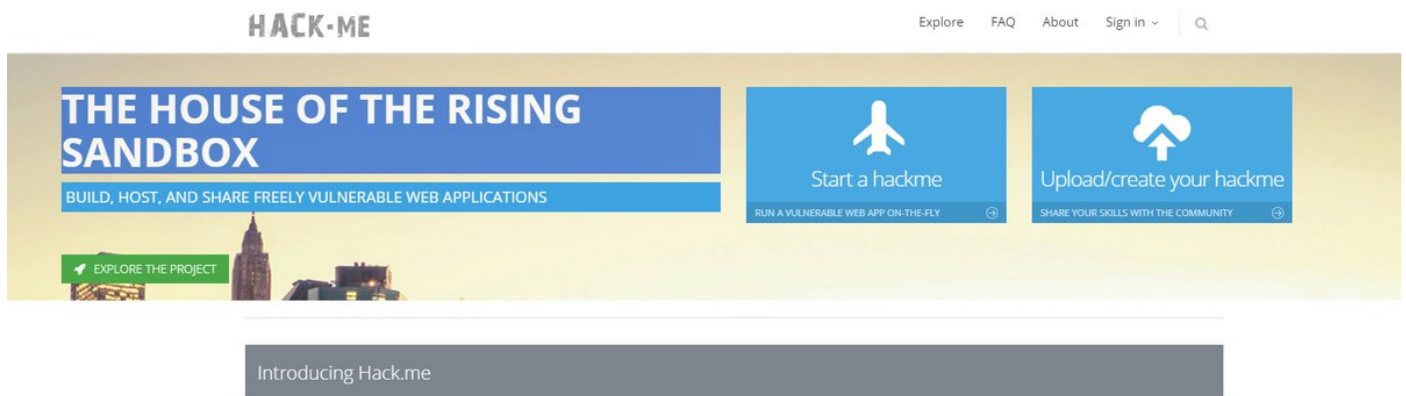 HACK-ME
Explore FAQ About Sign in
THE HOUSE OF THE RISING
SANDBOX
BUILD, HOST, AND SHARE FREELY VULNERABLE WEB APPLICATIONS
EXPLORE THE PROJECT
Start a hackme
RUN A VULNERABLE WEB APP ON-THE-FLY
Upload/create your hackme
SHARE YOUR SKILLS WITH THE COMMUNITY
Introducing Hack.me